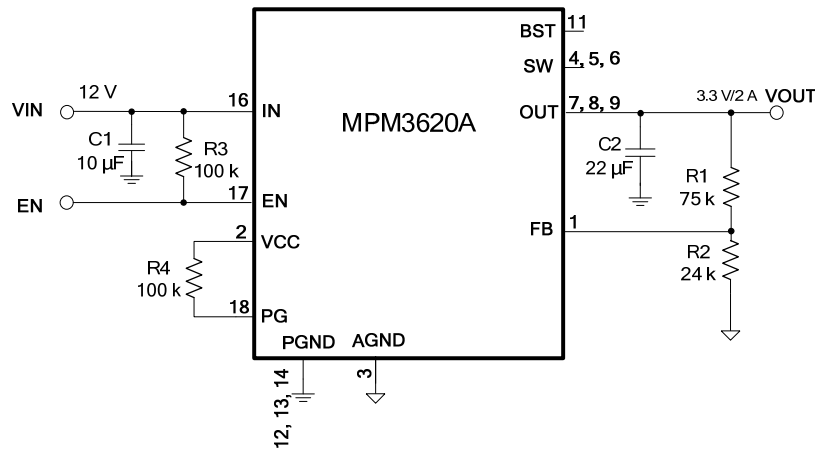 BST
11
SW
4, 5, 6
VIN
12 V
16
IN
MPM3620A
OUT
7, 8, 9
3.3 V/2 A
VOUT
C1
10 µF
R3
100 k
C2
22 µF
R1
75 k
EN
17
EN
FB
1
2
VCC
R2
24 k
R4
100 k
18
PG
PGND
AGND
12, 13, 14
3